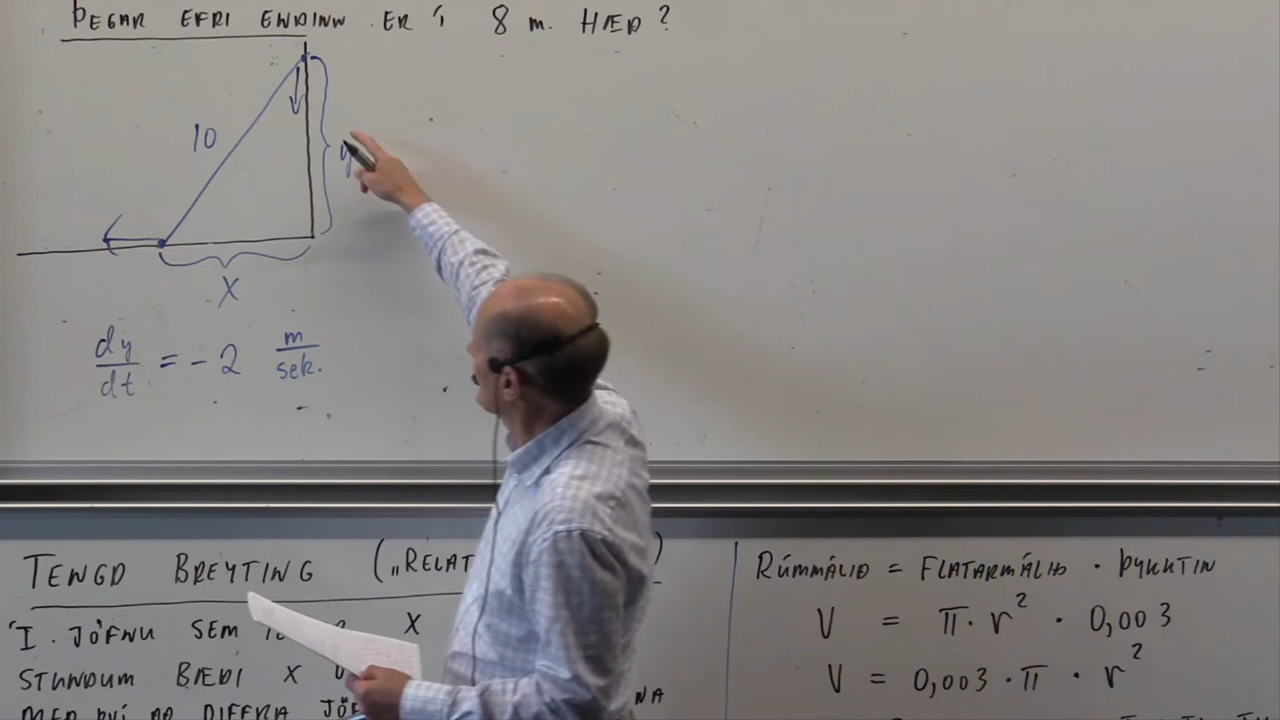 ÞEGAR EFRI ENDINN ER Í 8 m. HÆÐ?
10
y
X
dy/dt = -2 m/sek.
TENGD BREYTING („RELAT )
Í JÖFNU SEM X
STUNDUM BÆÐI X
MEÐ ÞVÍ AÐ DIFFRA
RÚMMÁLIÐ = FLATARMÁLIÐ · ÞYKKTIN
V = π · r² · 0,003
V = 0,003 · π · r²